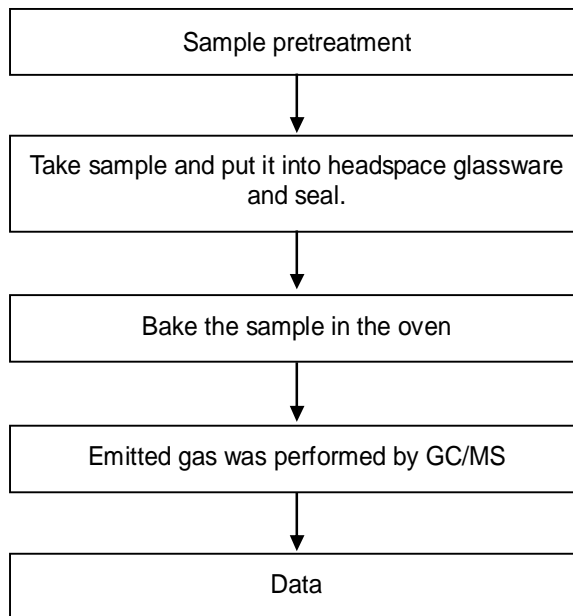 Sample pretreatment
Take sample and put it into headspace glassware
and seal.
Bake the sample in the oven
Emitted gas was performed by GC/MS
Data